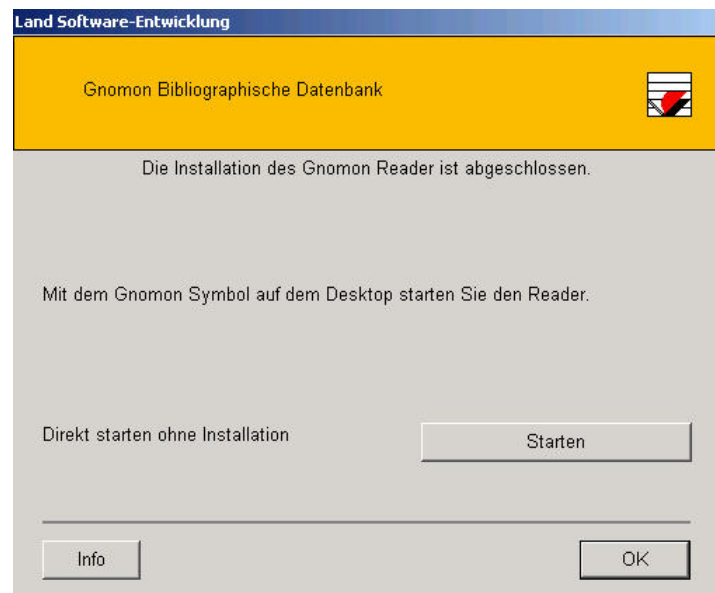 Land Software-Entwicklung
Gnomon Bibliographische Datenbank
Die Installation des Gnomon Reader ist abgeschlossen.
Mit dem Gnomon Symbol auf dem Desktop starten Sie den Reader.
Direkt starten ohne Installation
Starten
Info
OK